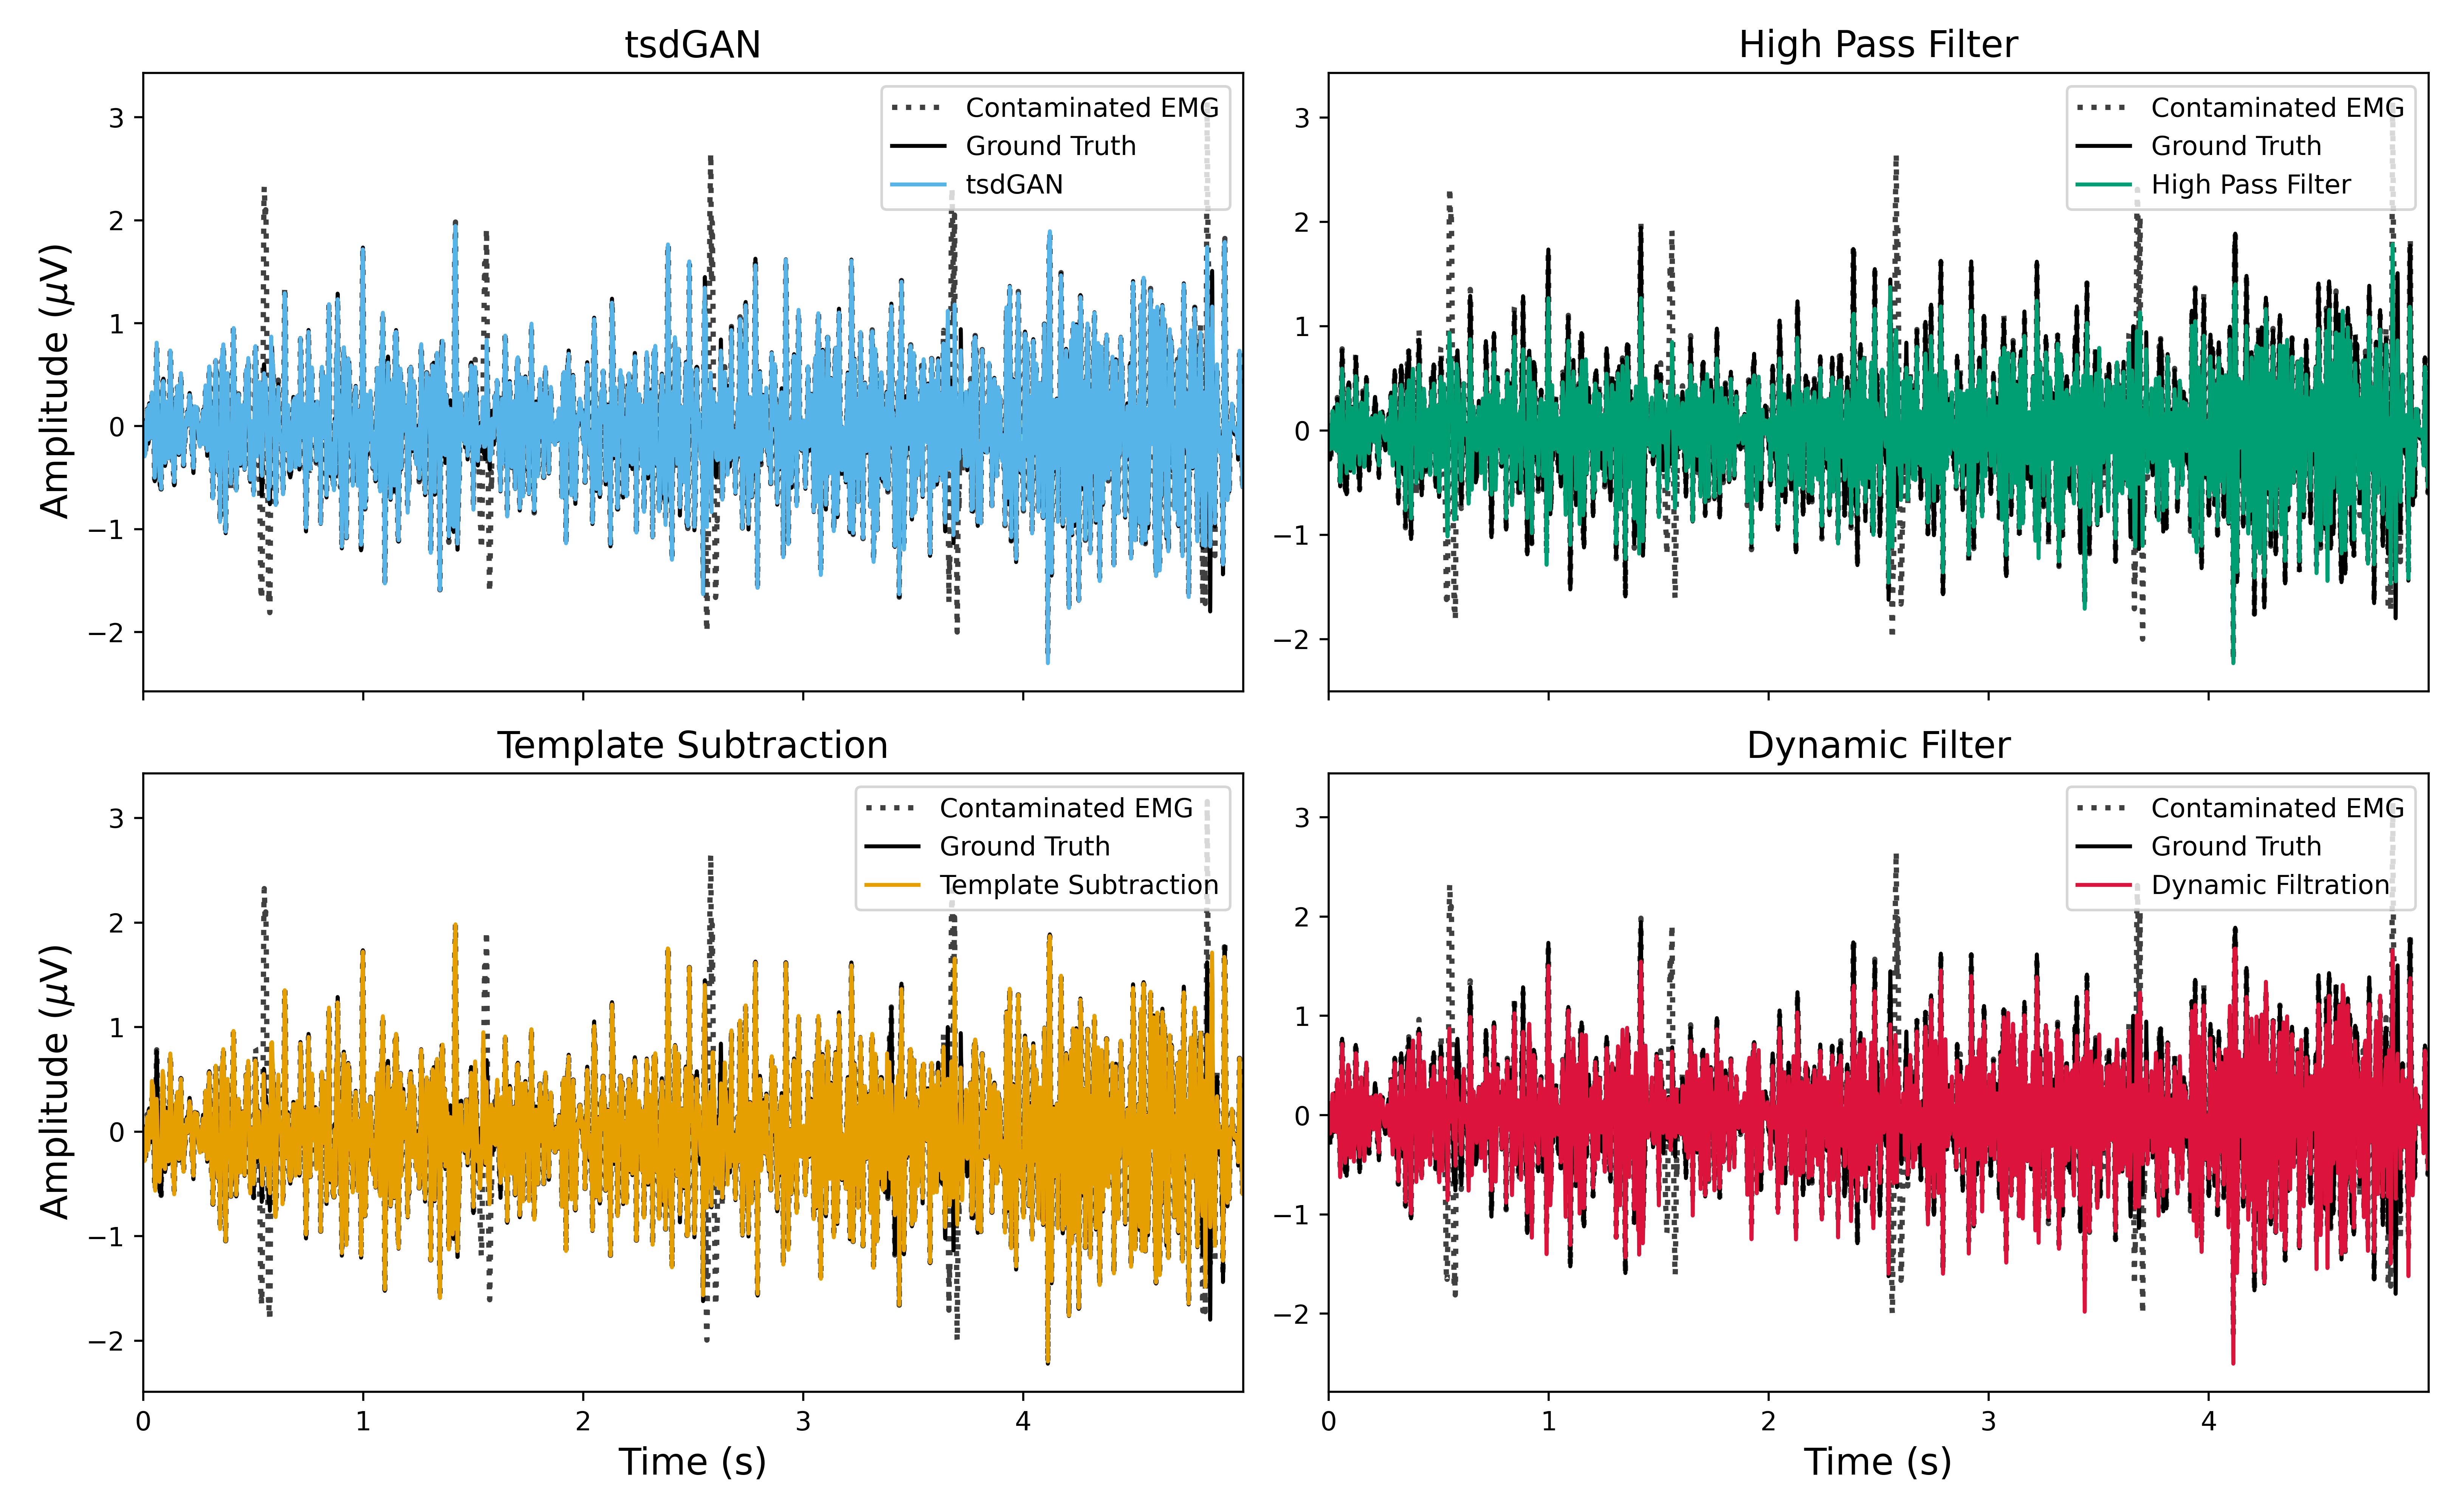 tsdGAN
High Pass Filter
3
2
1
0
−1
−2
Amplitude (μV)
Contaminated EMG
Ground Truth
tsdGAN
3
2
1
0
−1
−2
Contaminated EMG
Ground Truth
High Pass Filter
Template Subtraction
Dynamic Filter
3
2
1
0
−1
−2
Amplitude (μV)
Contaminated EMG
Ground Truth
Template Subtraction
0 1 2 3 4
Time (s)
3
2
1
0
−1
−2
Contaminated EMG
Ground Truth
Dynamic Filtration
0 1 2 3 4
Time (s)